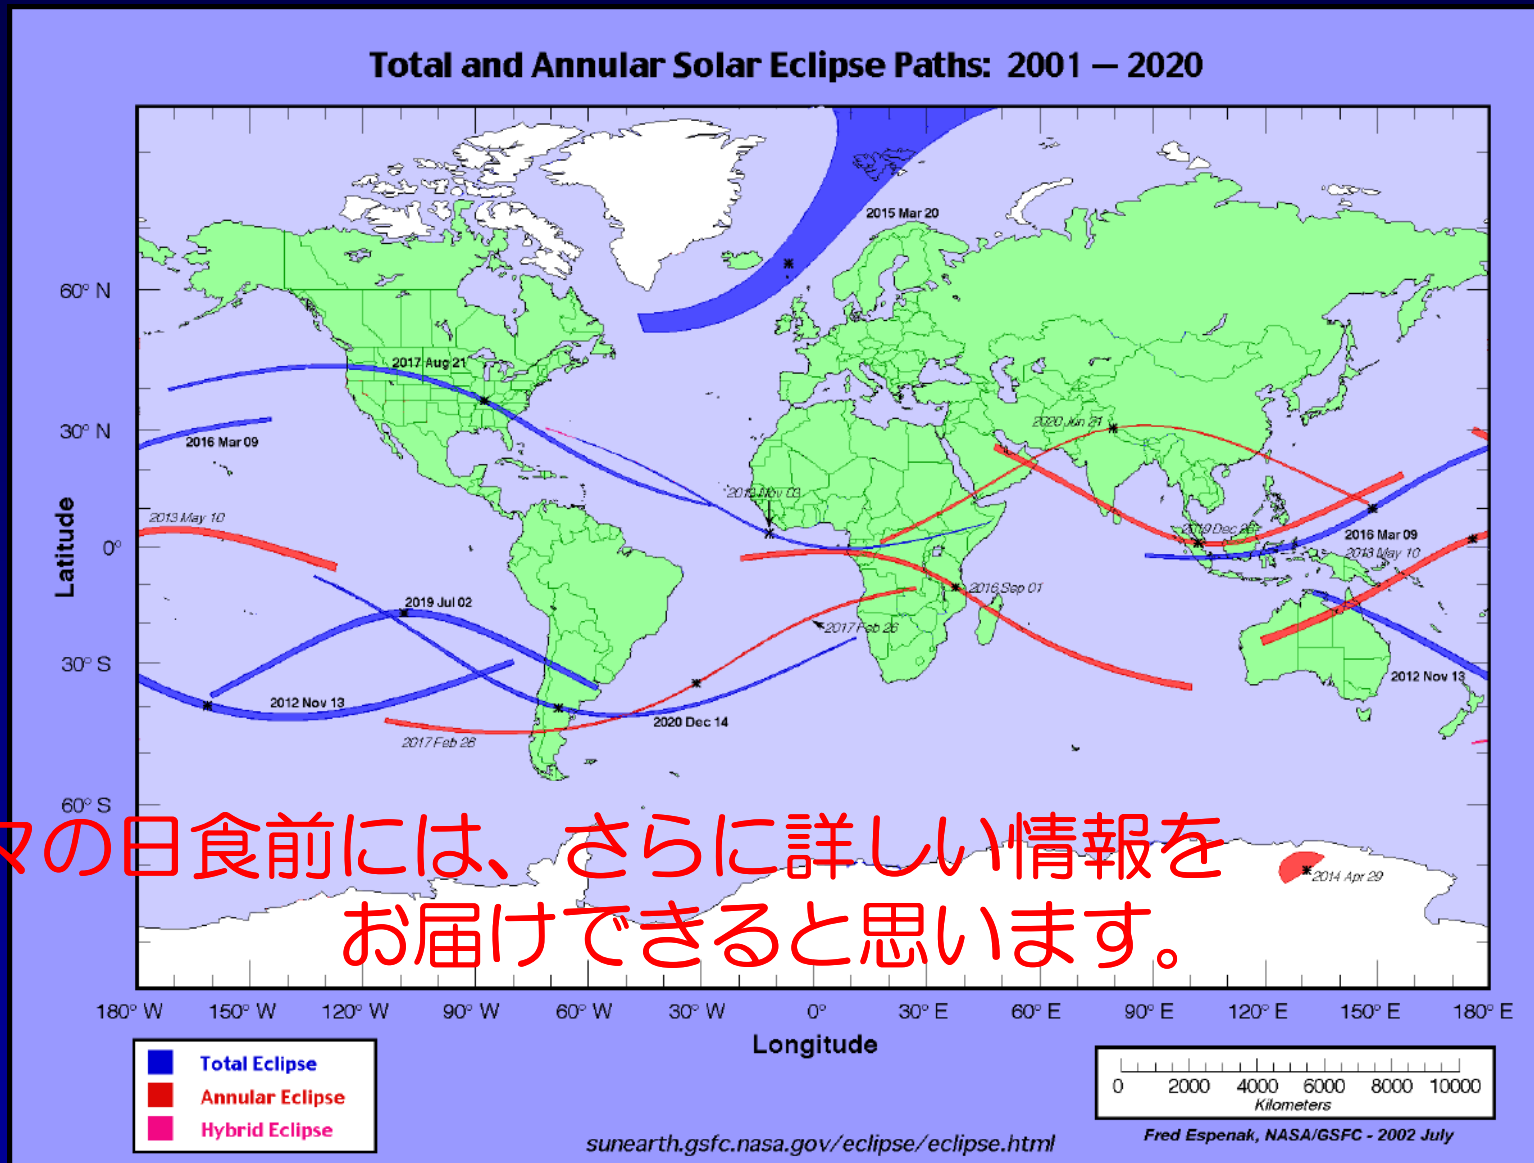 Total and Annular Solar Eclipse Paths: 2001 — 2020
2015 Mar 20
60° N
2017 Aug 21
30° N
2016 Mar 09
2020 Jun 21
2013 Nov 03
2013 May 10
0°
Latitude
2019 Dec 26
2016 Mar 09
2013 May 10
2016 Sep 01
2019 Jul 02
2017 Feb 26
30° S
2012 Nov 13
2012 Nov 13
2020 Dec 14
2017 Feb 26
60° S
マの日食前には、さらに詳しい情報を
お届けできると思います。
2014 Apr 29
180° W 150° W 120° W 90° W 60° W 30° W 0° 30° E 60° E 90° E 120° E 150° E 180° E
Longitude
Total Eclipse
Annular Eclipse
Hybrid Eclipse
0 2000 4000 6000 8000 10000
Kilometers
sunearth.gsfc.nasa.gov/eclipse/eclipse.html
Fred Espenak, NASA/GSFC - 2002 July